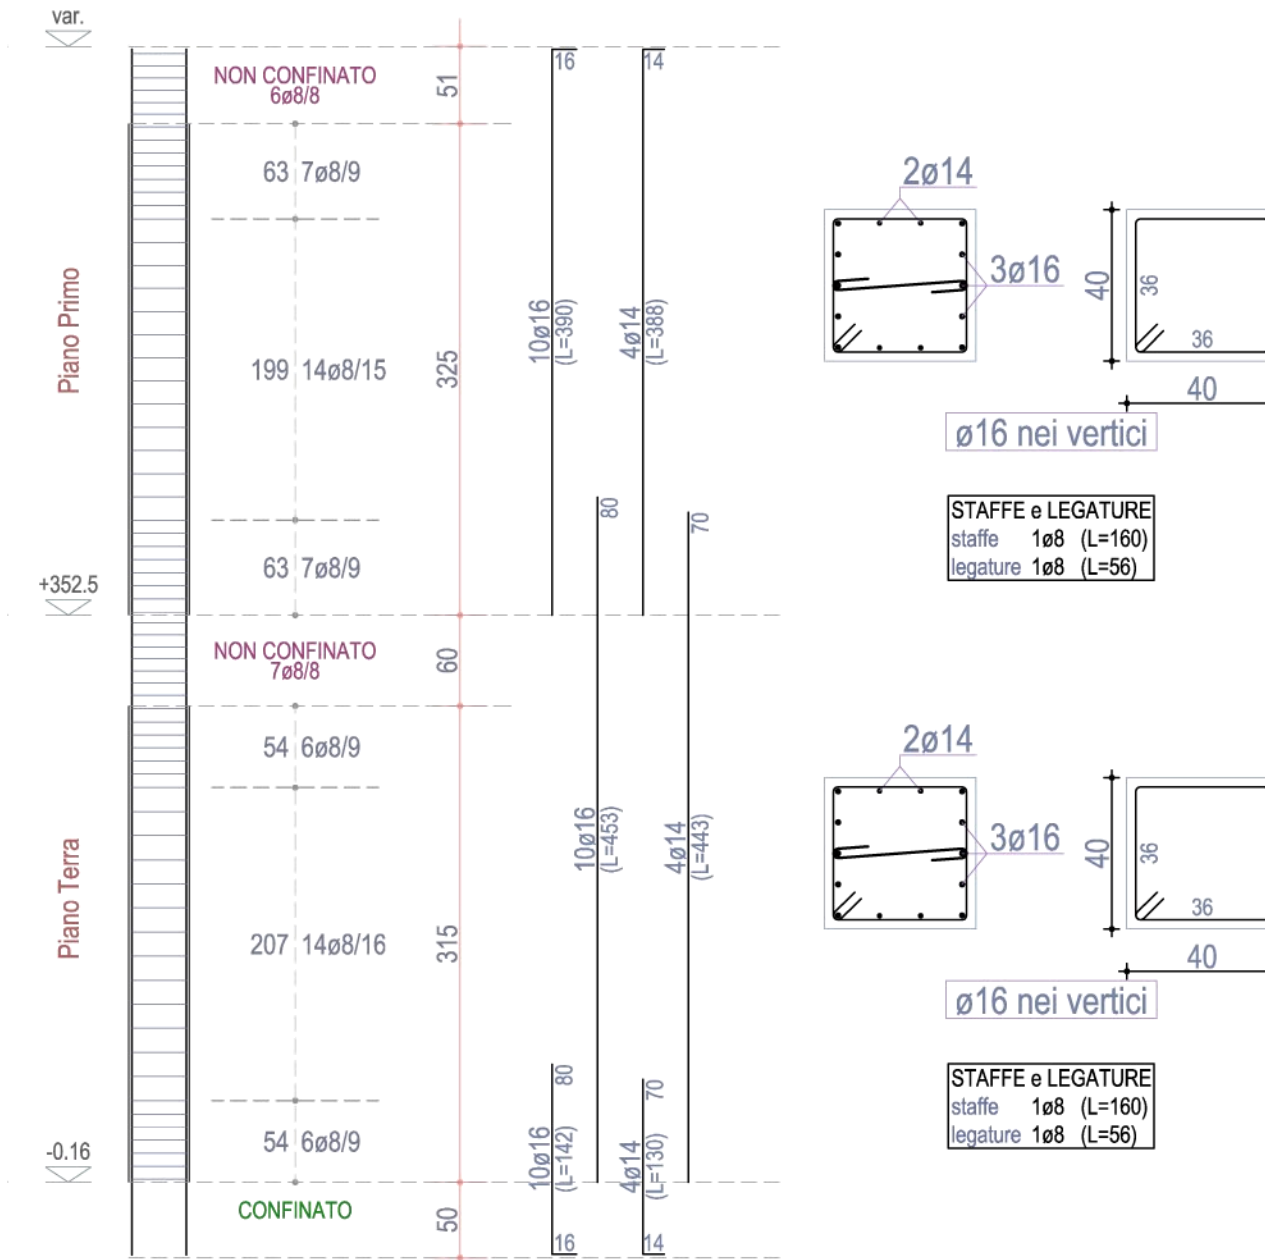 var.
NON CONFINATO
6ø8/8
51
16
14
63 7ø8/9
2ø14
3ø16
Piano Primo
199 14ø8/15
325
10ø16
(L=390)
4ø14
(L=388)
40
36
36
40
ø16 nei vertici
80
70
STAFFE e LEGATURE
staffe 1ø8 (L=160)
legature 1ø8 (L=56)
63 7ø8/9
+352.5
NON CONFINATO
7ø8/8
60
54 6ø8/9
2ø14
3ø16
Piano Terra
207 14ø8/16
315
10ø16
(L=453)
4ø14
(L=443)
40
36
36
40
ø16 nei vertici
80
70
STAFFE e LEGATURE
staffe 1ø8 (L=160)
legature 1ø8 (L=56)
54 6ø8/9
10ø16
(L=142)
4ø14
(L=130)
-0.16
CONFINATO
50
16
14